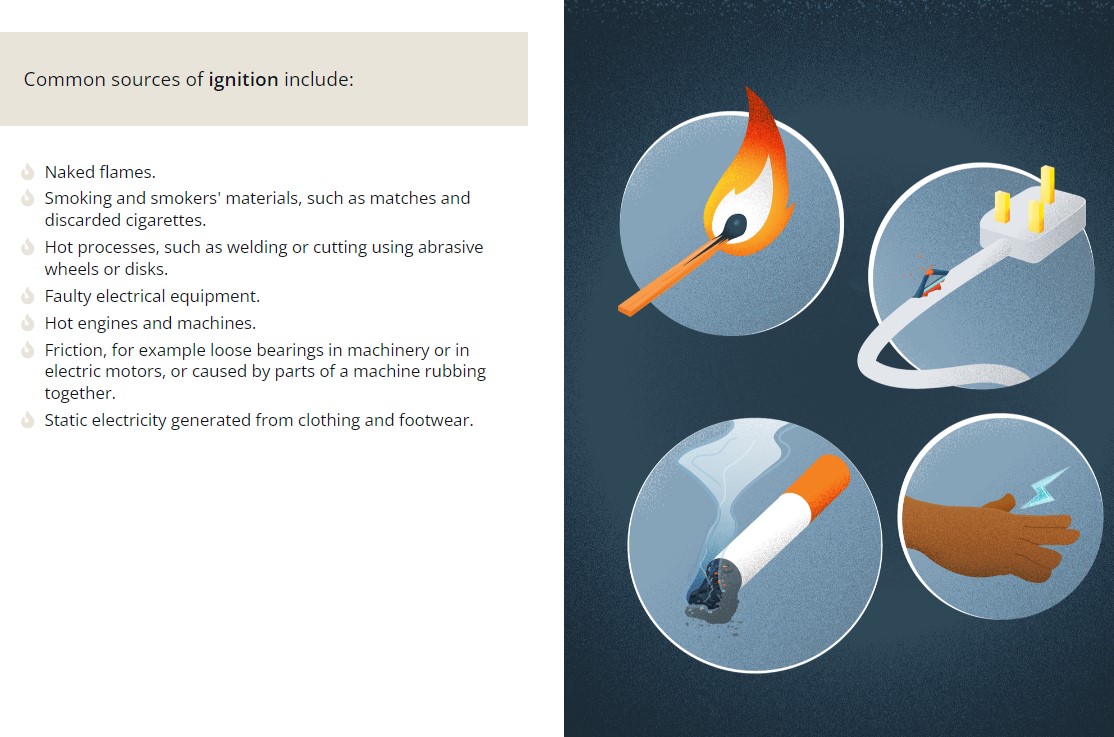 Common sources of ignition include:
Naked flames.
Smoking and smokers' materials, such as matches and
discarded cigarettes.
Hot processes, such as welding or cutting using abrasive
wheels or disks.
Faulty electrical equipment.
Hot engines and machines.
Friction, for example loose bearings in machinery or in
electric motors, or caused by parts of a machine rubbing
together.
Static electricity generated from clothing and footwear.